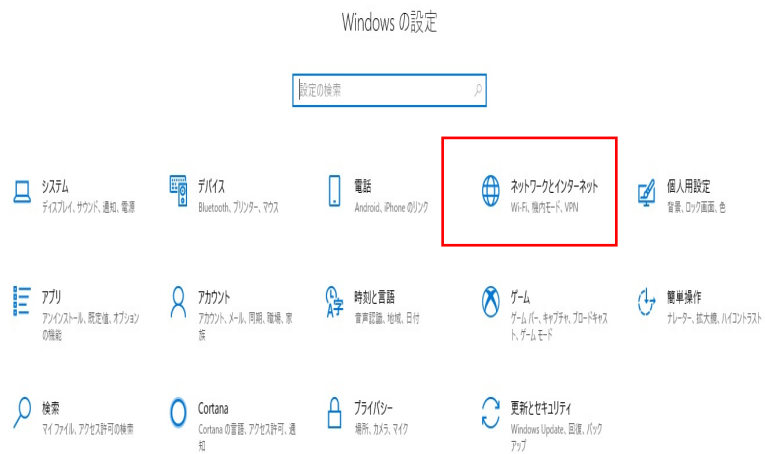 Windows の設定
設定の検索
システム
ディスプレイ、サウンド、通知、電源
デバイス
Bluetooth、プリンター、マウス
電話
Android、iPhone のリンク
ネットワークとインターネット
Wi-Fi、機内モード、VPN
個人用設定
背景、ロック画面、色
アプリ
アンインストール、既定値、オプション
の機能
アカウント
アカウント、メール、同期、職場、家
族
時刻と言語
音声認識、地域、日付
ゲーム
ゲーム バー、キャプチャ、ブロードキャス
ト、ゲーム モード
簡単操作
ナレーター、拡大鏡、ハイコントラスト
検索
マイ ファイル、アクセス許可の検索
Cortana
Cortana の言語、アクセス許可、通
知
プライバシー
場所、カメラ、マイク
更新とセキュリティ
Windows Update、回復、バック
アップ